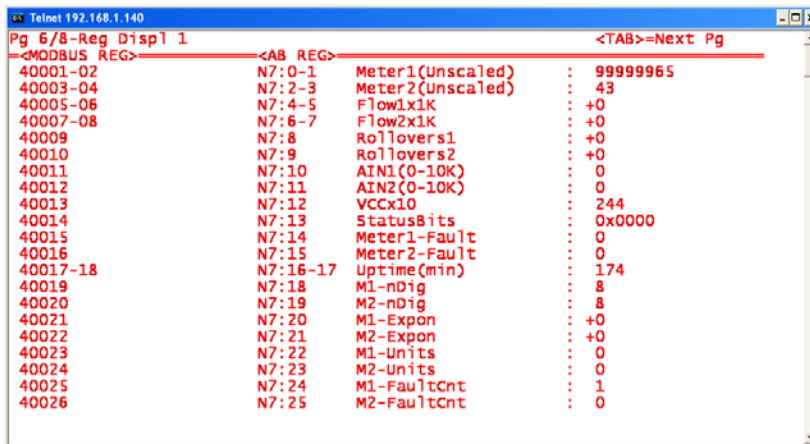 Telnet 192.168.1.140
Pg 6/8-Reg Displ 1 <TAB>=Next Pg
=<MODBUS REG>==========<AB REG>==========
40001-02 N7:0-1 Meter1(Unscaled) : 99999965
40003-04 N7:2-3 Meter2(Unscaled) : 43
40005-06 N7:4-5 Flow1x1K : +0
40007-08 N7:6-7 Flow2x1K : +0
40009 N7:8 Rollovers1 : +0
40010 N7:9 Rollovers2 : +0
40011 N7:10 AIN1(0-10K) : 0
40012 N7:11 AIN2(0-10K) : 0
40013 N7:12 VCCx10 : 244
40014 N7:13 StatusBits : 0x0000
40015 N7:14 Meter1-Fault : 0
40016 N7:15 Meter2-Fault : 0
40017-18 N7:16-17 Uptime(min) : 174
40019 N7:18 M1-nDig : 8
40020 N7:19 M2-nDig : 8
40021 N7:20 M1-Expon : +0
40022 N7:21 M2-Expon : +0
40023 N7:22 M1-Units : 0
40024 N7:23 M2-Units : 0
40025 N7:24 M1-FaultCnt : 1
40026 N7:25 M2-FaultCnt : 0